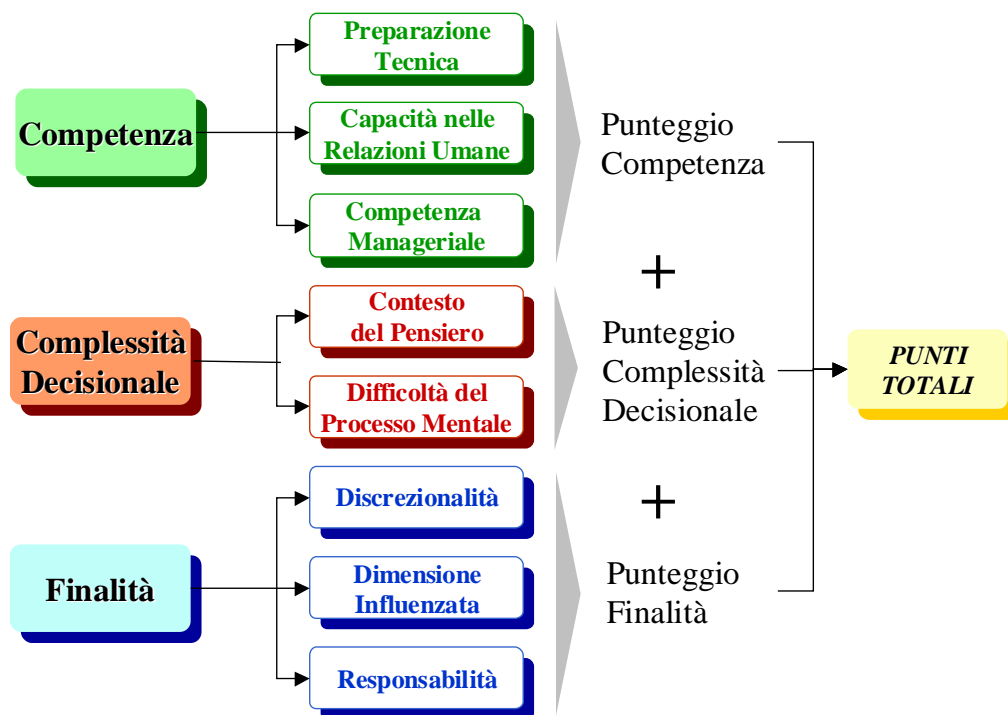 Competenza
Preparazione
Tecnica
Capacità nelle
Relazioni Umane
Competenza
Manageriale
Punteggio
Competenza
+
Complessità
Decisionale
Contesto
del Pensiero
Difficoltà del
Processo Mentale
Punteggio
Complessità
Decisionale
+
Finalità
Discrezionalità
Dimensione
Influenzata
Responsabilità
Punteggio
Finalità
PUNTI
TOTALI